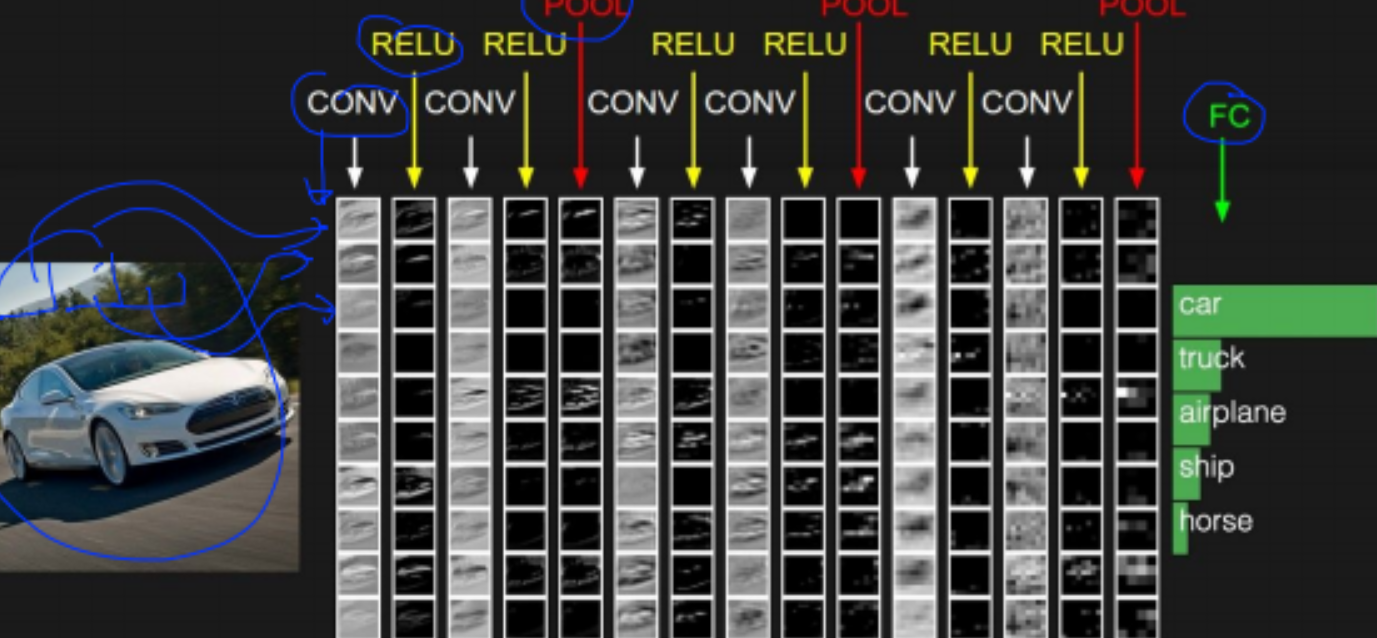 POOL POOL POOL
RELU RELU RELU RELU RELU RELU
CONV CONV CONV CONV CONV CONV FC
car
truck
airplane
ship
horse